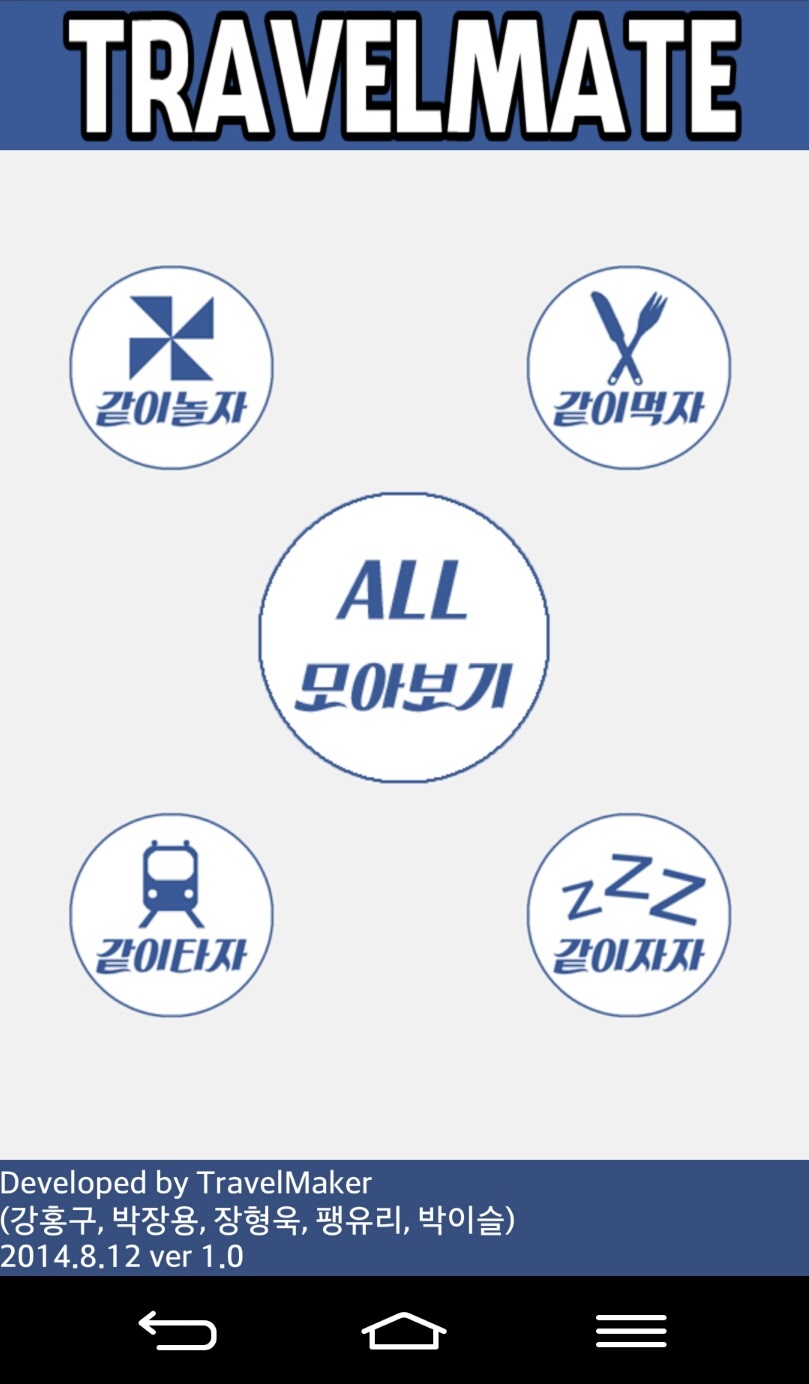 TRAVELMATE
같이놀자
같이먹자
ALL
모아보기
같이타자
zZZ
같이자자
Developed by TravelMaker
(강홍구, 박장용, 장형욱, 팽유리, 박이슬)
2014.8.12 ver 1.0